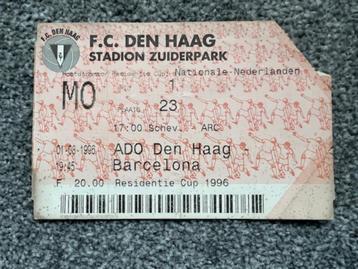 F.C. DEN HAAG
F.C. DEN HAAG
STADION ZUIDERPARK
Nationale-Nederlanden
MO
1
23
17:00 Schev. - ARC
01-08-1996 ADO Den Haag -
19:45 Barcelona
F. 20.00 Residentie Cup 1996